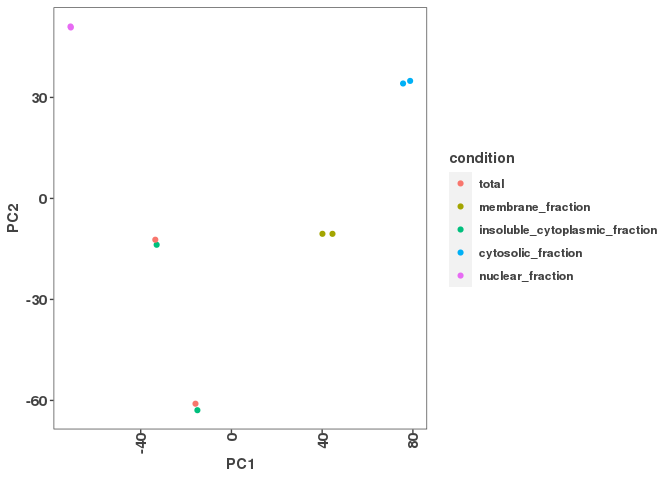 30
0
-30
-60
PC2
-40
0
40
80
PC1
condition
total
membrane_fraction
insoluble_cytoplasmic_fraction
cytosolic_fraction
nuclear_fraction